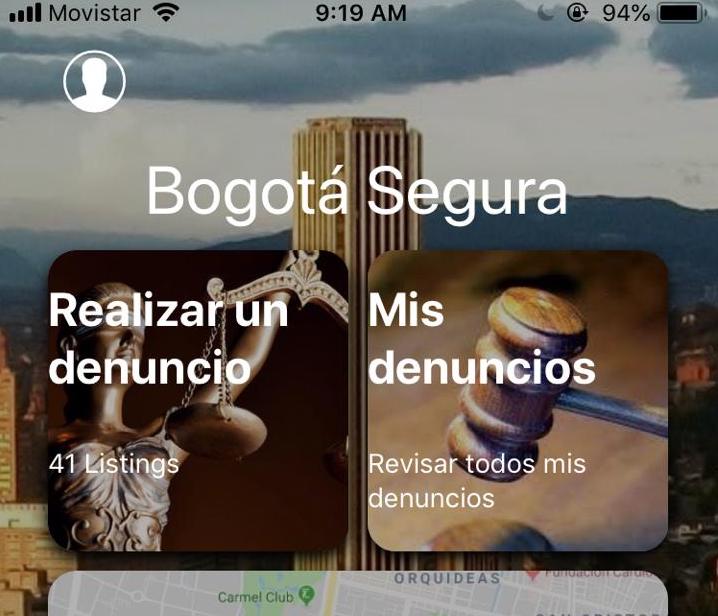 Movistar 9:19 AM 94%
Bogotá Segura
Realizar un
denuncio
41 Listings
Mis
denuncios
Revisar todos mis
denuncios
ORQUIDEAS
Fundación Cardio
Carmel Club